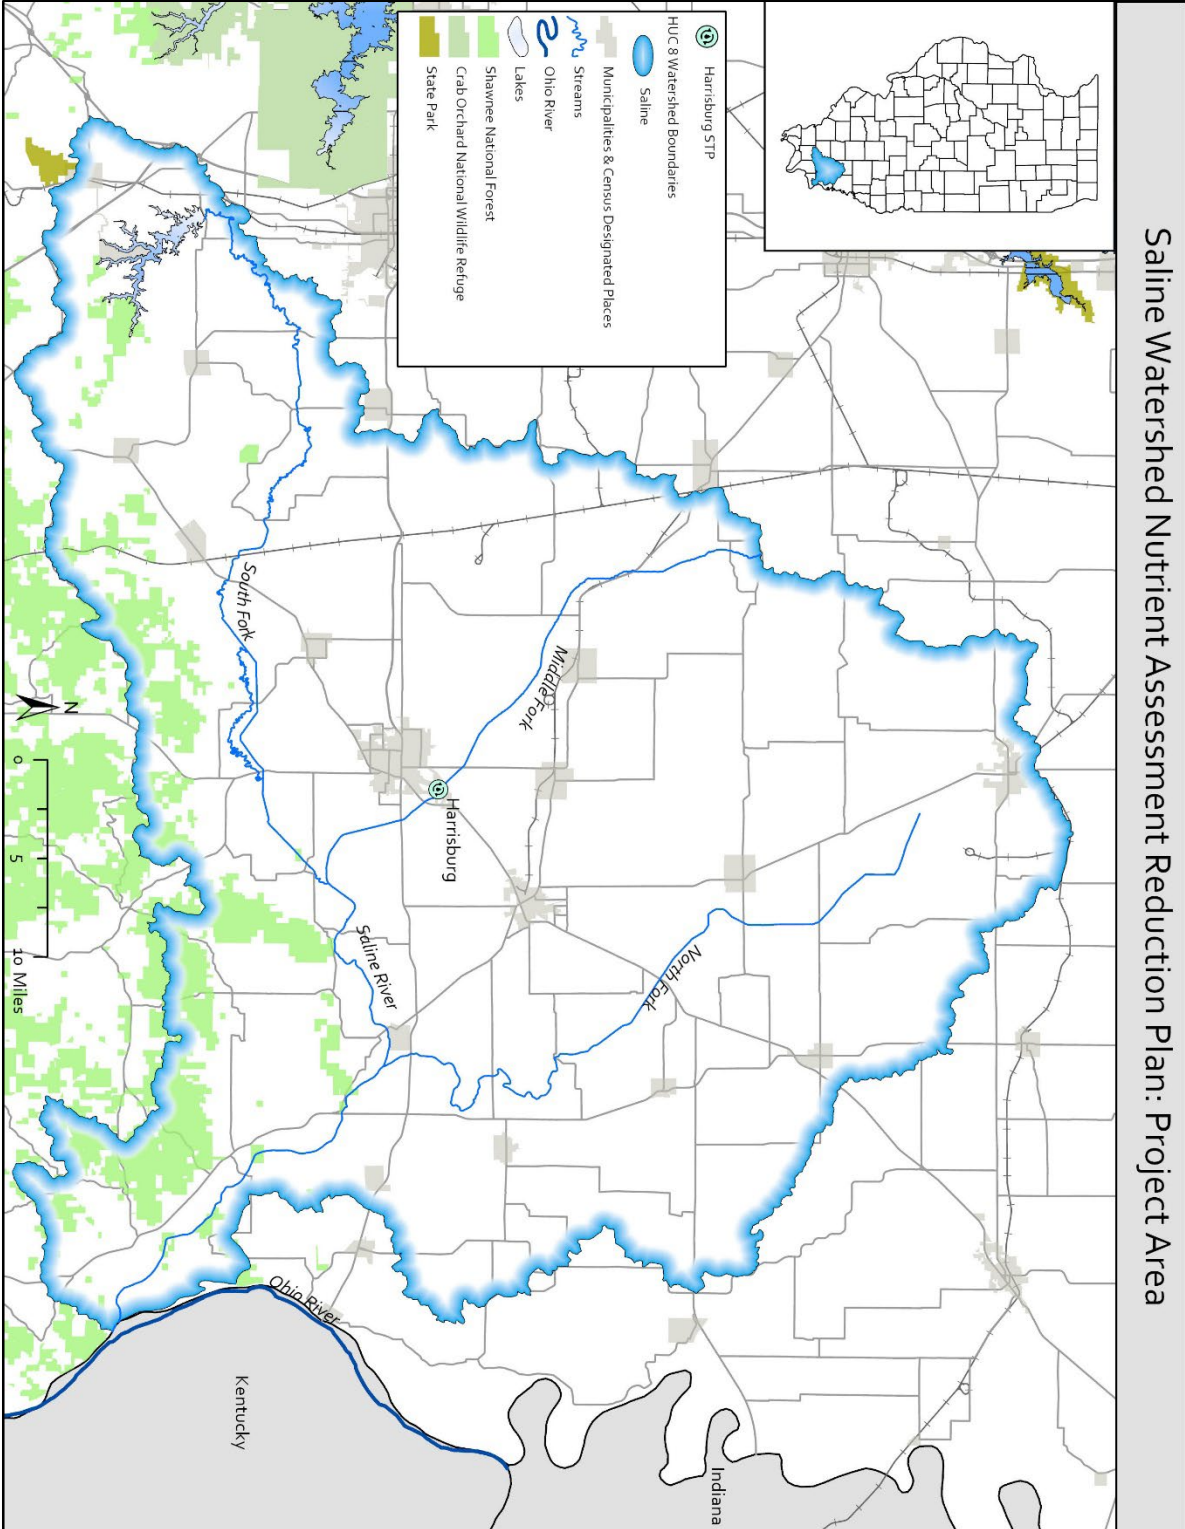 Saline Watershed Nutrient Assessment Reduction Plan: Project Area
Harrisburg STP
HUC 8 Watershed Boundaries
Saline
Municipalities & Census Designated Places
Streams
Ohio River
Lakes
Shawnee National Forest
Crab Orchard National Wildlife Refuge
State Park
North Fork
Middle Fork
Harrisburg
South Fork
Saline River
Ohio River
Indiana
Kentucky
N
0 5 10 Miles